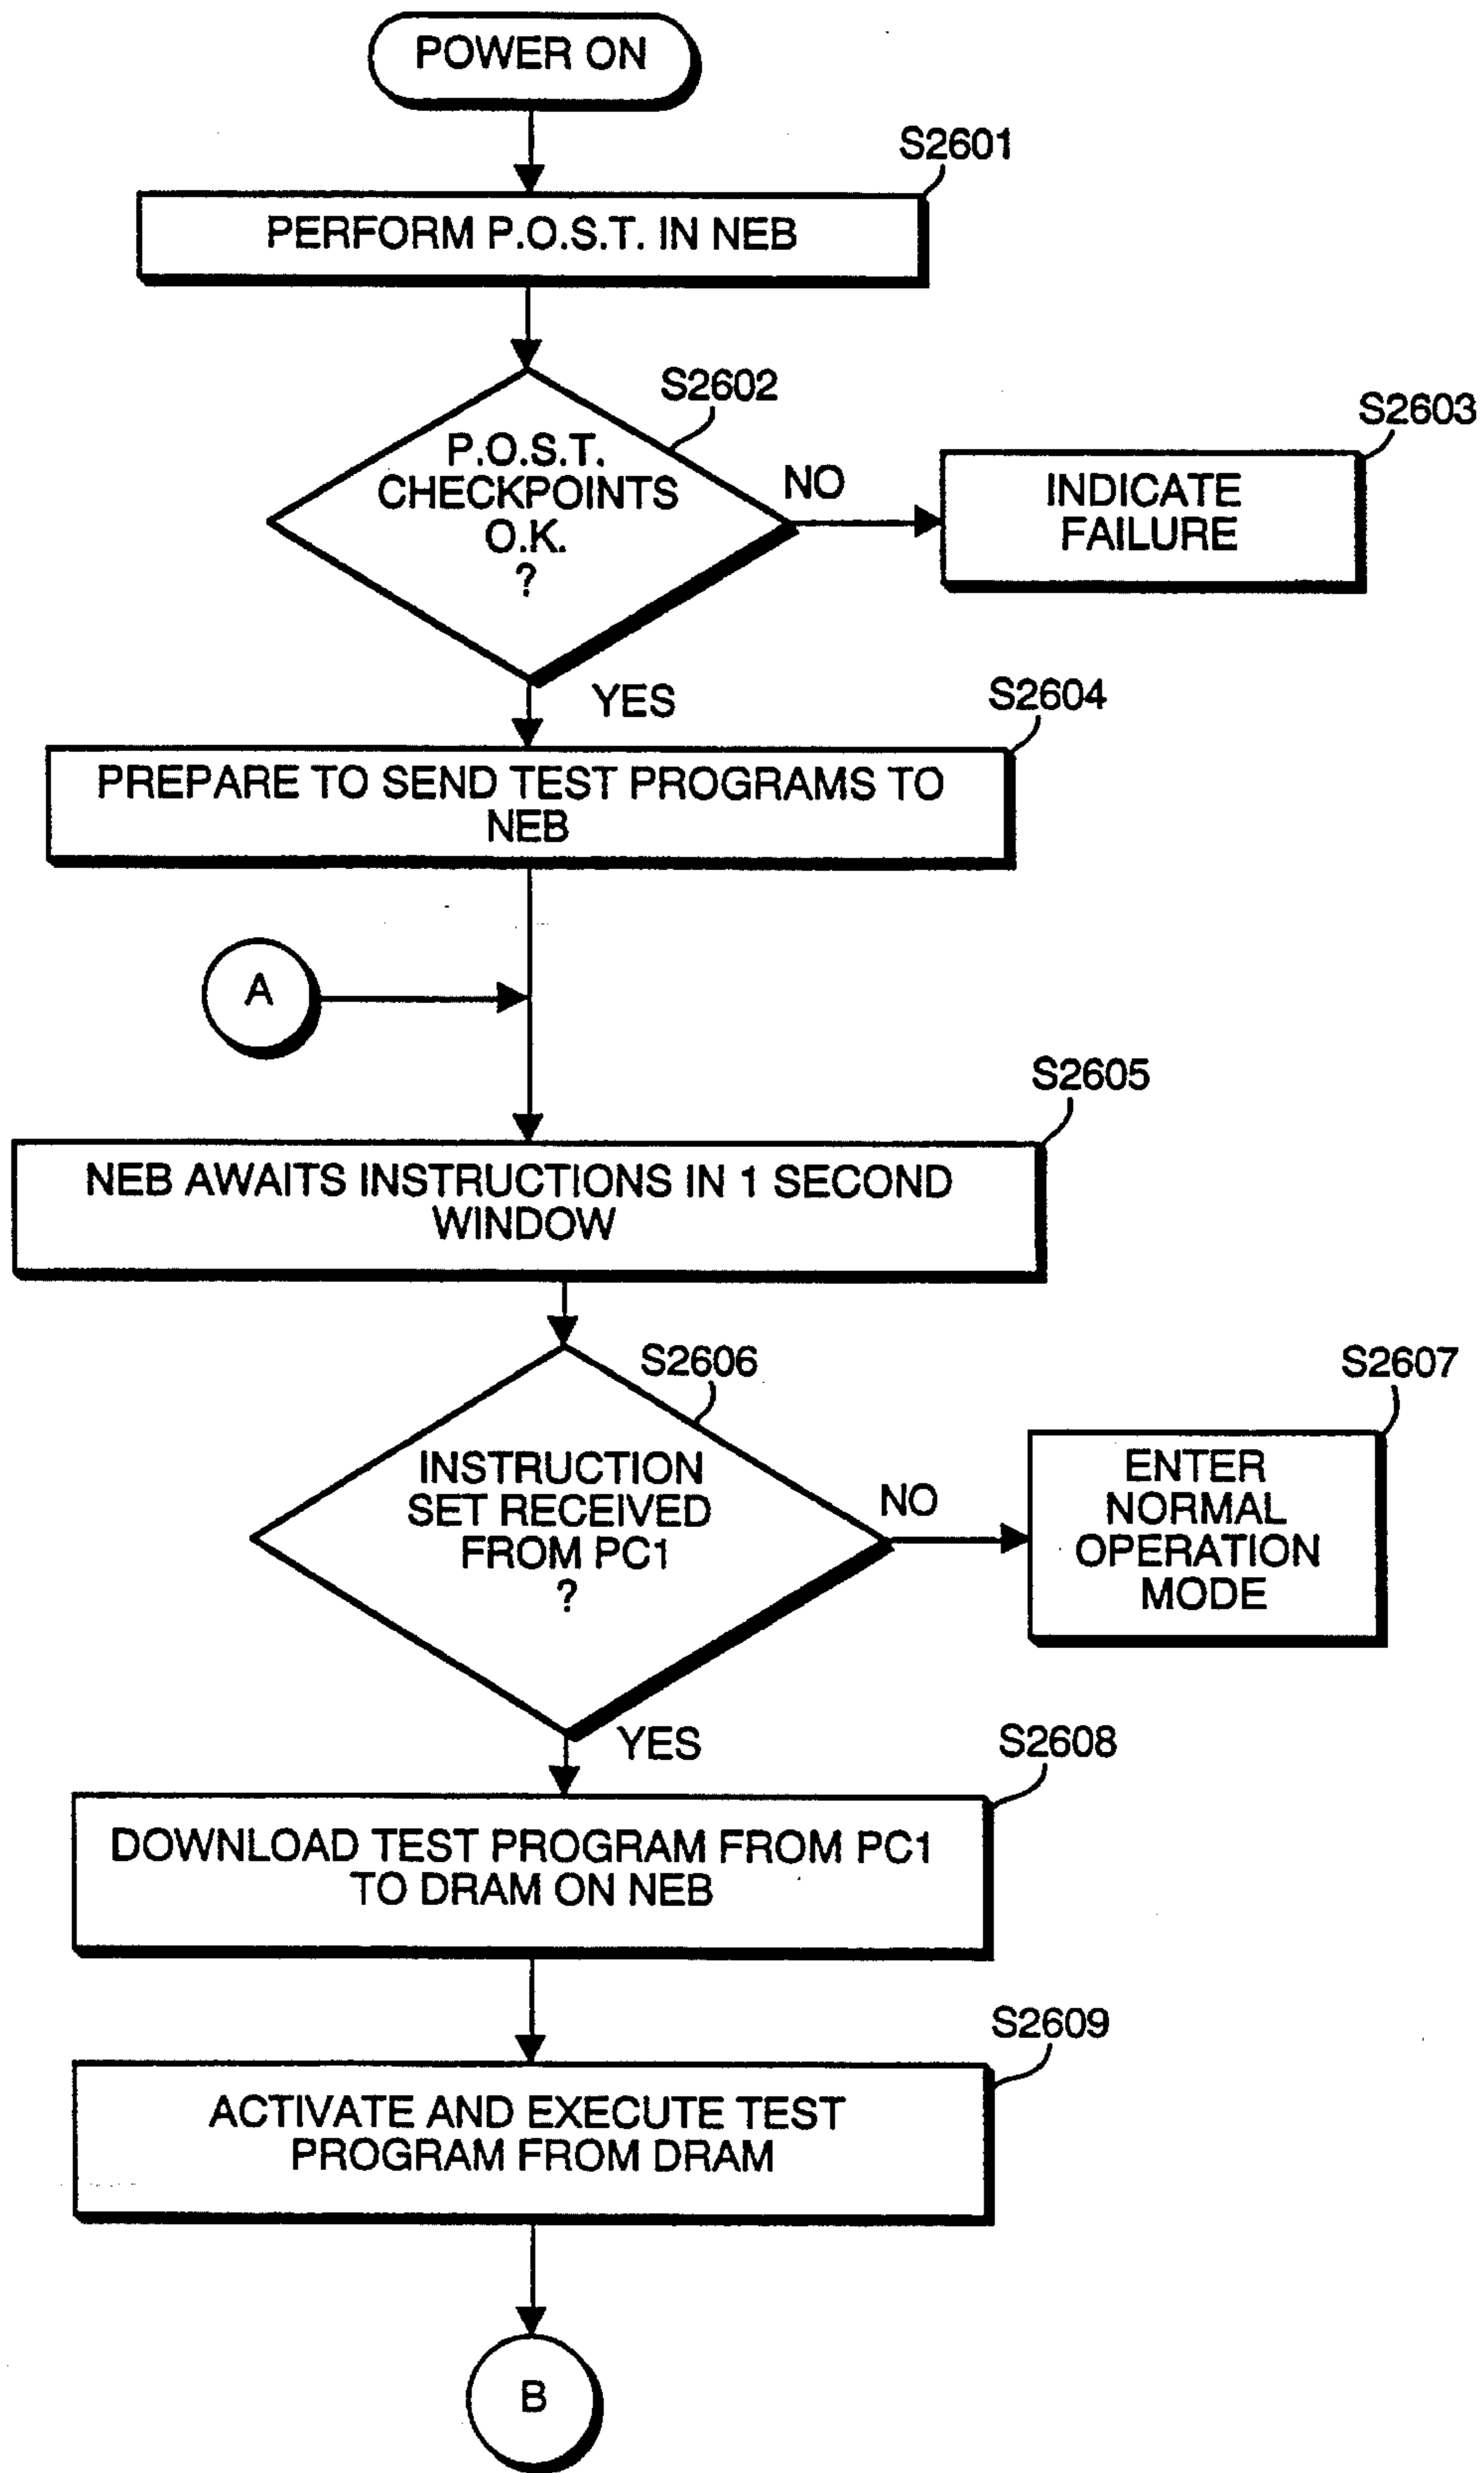 POWER ON
S2601
PERFORM P.O.S.T. IN NEB
S2602
P.O.S.T.
CHECKPOINTS
O.K.
?
NO
S2603
INDICATE
FAILURE
YES
S2604
PREPARE TO SEND TEST PROGRAMS TO
NEB
A
S2605
NEB AWAITS INSTRUCTIONS IN 1 SECOND
WINDOW
S2606
INSTRUCTION
SET RECEIVED
FROM PC1
?
NO
S2607
ENTER
NORMAL
OPERATION
MODE
YES
S2608
DOWNLOAD TEST PROGRAM FROM PC1
TO DRAM ON NEB
S2609
ACTIVATE AND EXECUTE TEST
PROGRAM FROM DRAM
B